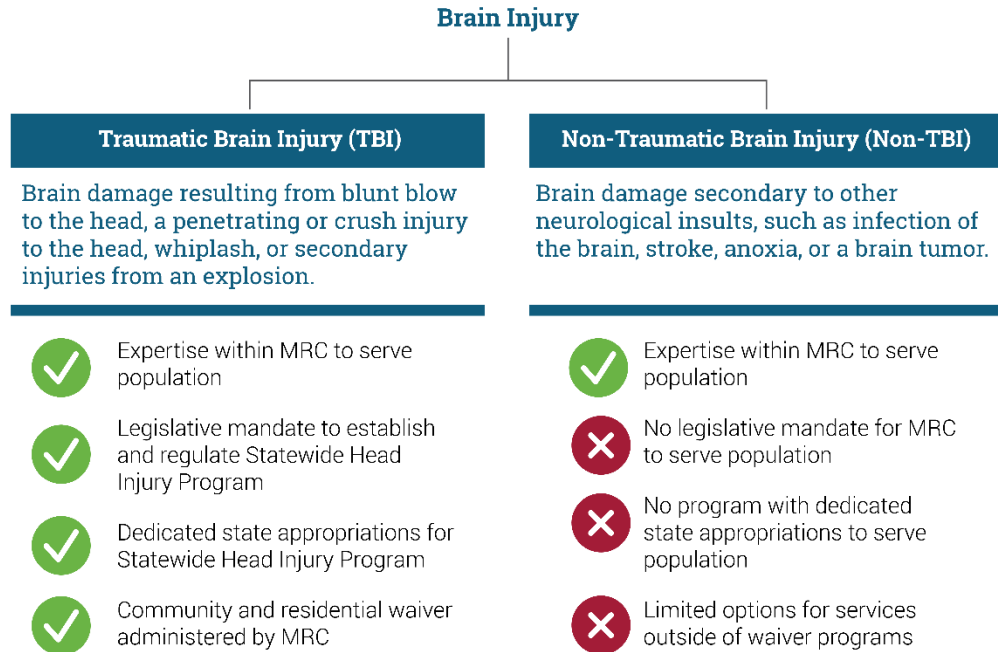 Brain Injury
Traumatic Brain Injury (TBI)
Brain damage resulting from blunt blow
to the head, a penetrating or crush injury
to the head, whiplash, or secondary
injuries from an explosion.
Expertise within MRC to serve
population
Legislative mandate to establish
and regulate Statewide Head
Injury Program
Dedicated state appropriations for
Statewide Head Injury Program
Community and residential waiver
administered by MRC
Non-Traumatic Brain Injury (Non-TBI)
Brain damage secondary to other
neurological insults, such as infection of
the brain, stroke, anoxia, or a brain tumor.
Expertise within MRC to serve
population
No legislative mandate for MRC
to serve population
No program with dedicated
state appropriations to serve
population
Limited options for services
outside of waiver programs